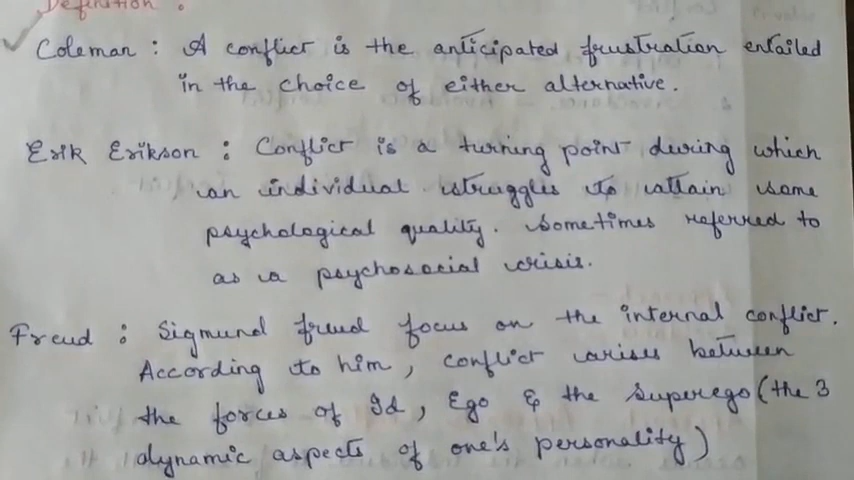 Definition :
Coleman : A conflict is the anticipated frustration entailed
in the choice of either alternative.
Erik Erikson : Conflict is a turning point during which
an individual struggles to attain some
psychological quality. Sometimes referred to
as a psychosocial crisis.
Freud : Sigmund freud focus on the internal conflict.
According to him, conflict arises between
the forces of Id, Ego & the Superego (the 3
dynamic aspects of one's personality)